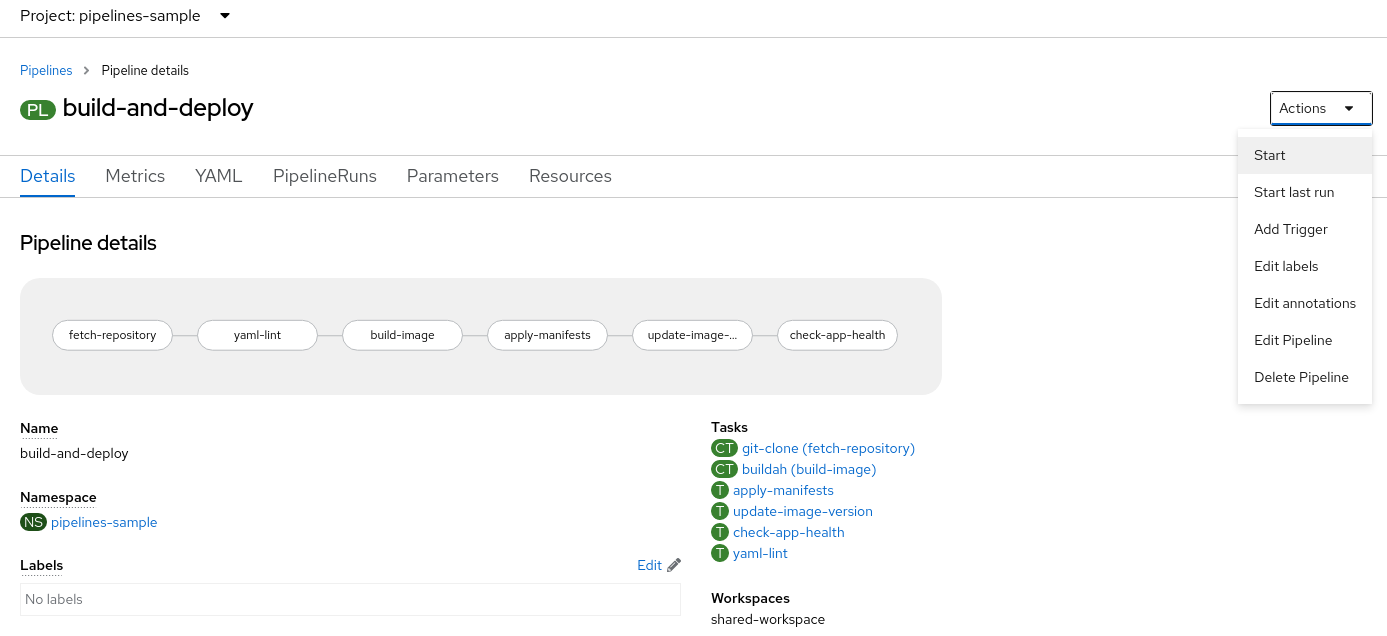 Project: pipelines-sample
Pipelines > Pipeline details
PL build-and-deploy
Actions
Start
Start last run
Add Trigger
Edit labels
Edit annotations
Edit Pipeline
Delete Pipeline
Details Metrics YAML PipelineRuns Parameters Resources
Pipeline details
fetch-repository yaml-lint build-image apply-manifests update-image-... check-app-health
Name
build-and-deploy
Namespace
NS pipelines-sample
Labels Edit
No labels
Tasks
CT git-clone (fetch-repository)
CT buildah (build-image)
T apply-manifests
T update-image-version
T check-app-health
T yaml-lint
Workspaces
shared-workspace